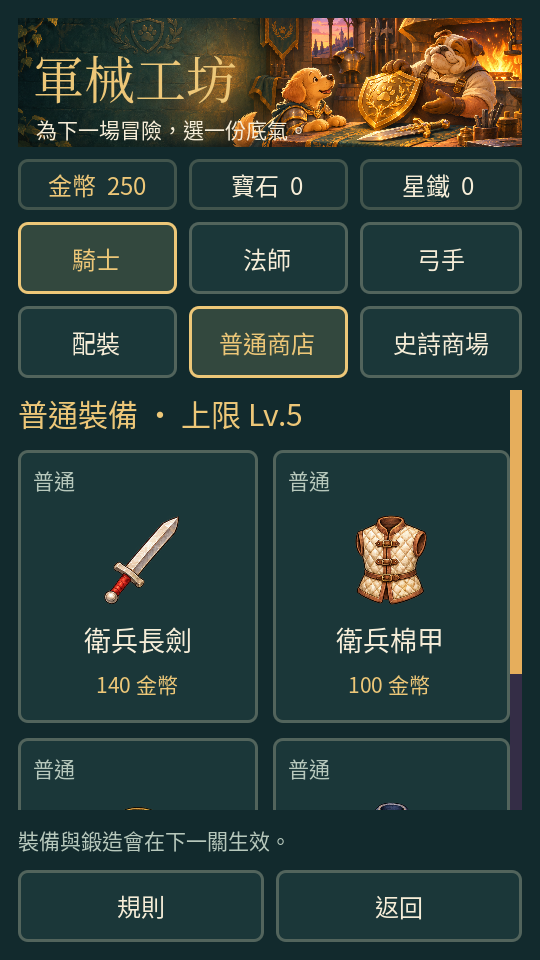 軍械工坊
為下一場冒險，選一份底氣。
金幣 250
寶石 0
星鐵 0
騎士
法師
弓手
配裝
普通商店
史詩商場
普通裝備 · 上限 Lv.5
普通
普通
衛兵長劍
衛兵棉甲
140 金幣
100 金幣
普通
普通
裝備與鍛造會在下一關生效。
規則
返回